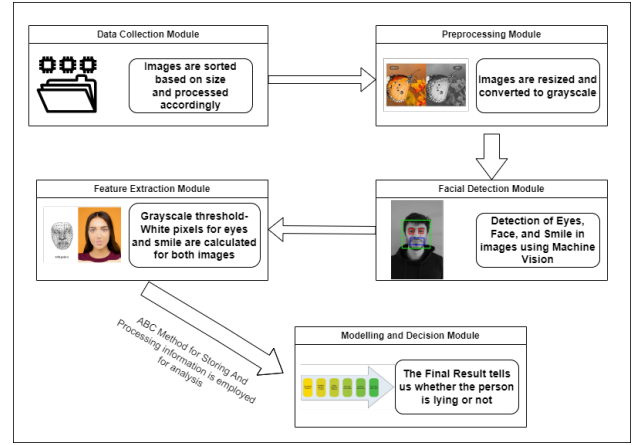 Data Collection Module
Images are sorted
based on size
and processed
accordingly
Preprocessing Module
Images are resized and
converted to grayscale
Facial Detection Module
Detection of Eyes,
Face, and Smile in
images using Machine
Vision
Feature Extraction Module
Grayscale threshold-
White pixels for eyes
and smile are calculated
for both images
ABC Method for Storing And
Processing information is employed
for analysis
Modelling and Decision Module
The Final Result tells
us whether the person
is lying or not